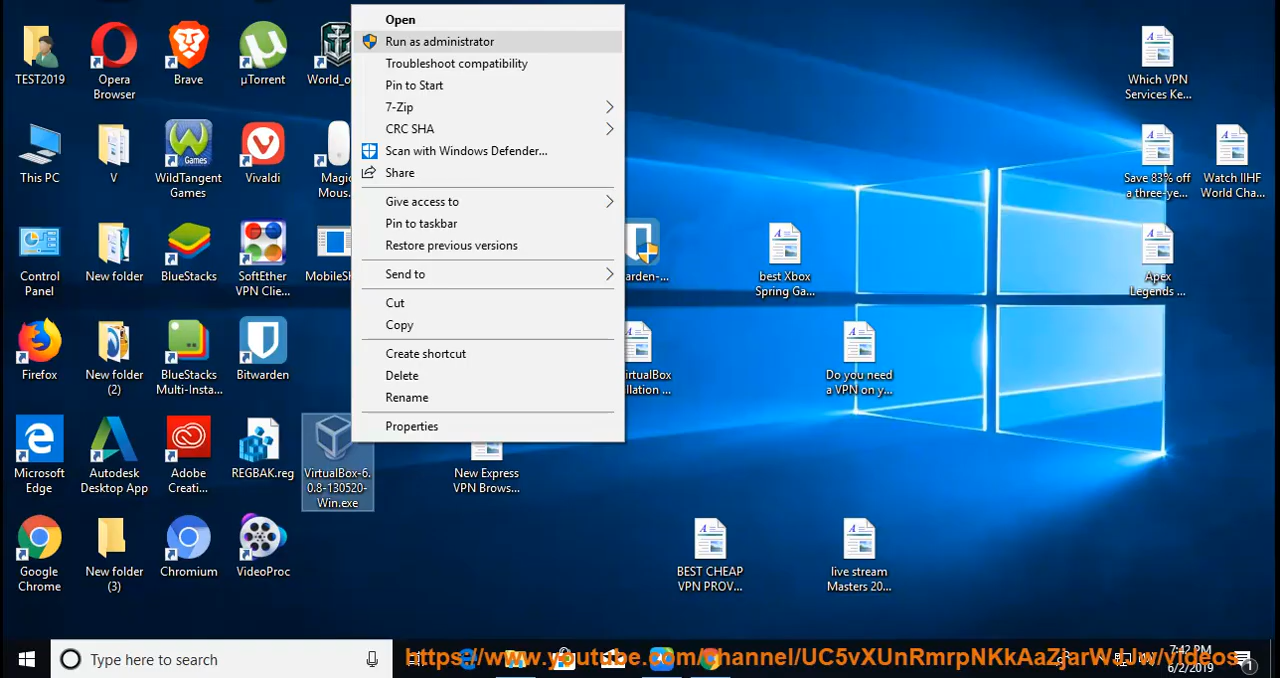 TEST2019
Opera
Browser
Brave
µTorrent
World_o
This PC
V
WildTangent
Games
Vivaldi
Magic
Mous...
Control
Panel
New folder
BlueStacks
SoftEther
VPN Clie...
MobileSh
Firefox
New folder
(2)
BlueStacks
Multi-Insta...
Bitwarden
Microsoft
Edge
Autodesk
Desktop App
Adobe
Creati...
REGBAK.reg
VirtualBox-6.
0.8-130520-
Win.exe
Google
Chrome
New folder
(3)
Chromium
VideoProc
Open
Run as administrator
Troubleshoot compatibility
Pin to Start
7-Zip
CRC SHA
Scan with Windows Defender...
Share
Give access to
Pin to taskbar
Restore previous versions
Send to
Cut
Copy
Create shortcut
Delete
Rename
Properties
arden-...
best Xbox
Spring Ga...
irtualBox
llation ...
Do you need
a VPN on y...
New Express
VPN Brows...
BEST CHEAP
VPN PROV...
live stream
Masters 20...
Which VPN
Services Ke...
Save 83% off
a three-ye...
Watch IIHF
World Cha...
Apex
Legends ...
Type here to search
7:42 PM
6/2/2019
1